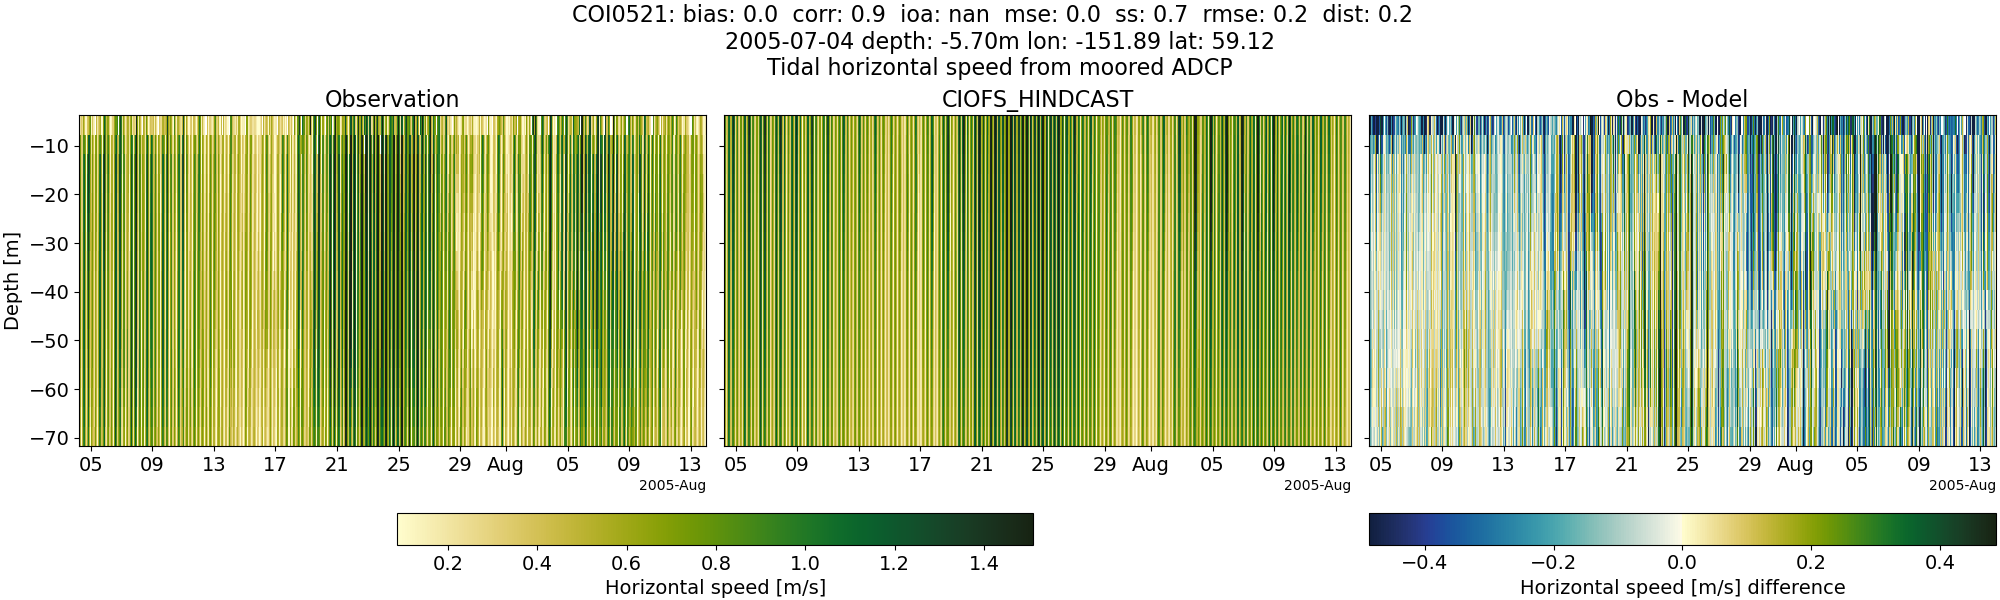 COI0521: bias: 0.0  corr: 0.9  ioa: nan  mse: 0.0  ss: 0.7  rmse: 0.2  dist: 0.2
2005-07-04 depth: -5.70m lon: -151.89 lat: 59.12
Tidal horizontal speed from moored ADCP
Observation
CIOFS_HINDCAST
Obs - Model
Depth [m]
−10
−20
−30
−40
−50
−60
−70
05 09 13 17 21 25 29 Aug 05 09 13
2005-Aug
05 09 13 17 21 25 29 Aug 05 09 13
2005-Aug
05 09 13 17 21 25 29 Aug 05 09 13
2005-Aug
0.2 0.4 0.6 0.8 1.0 1.2 1.4
Horizontal speed [m/s]
−0.4 −0.2 0.0 0.2 0.4
Horizontal speed [m/s] difference